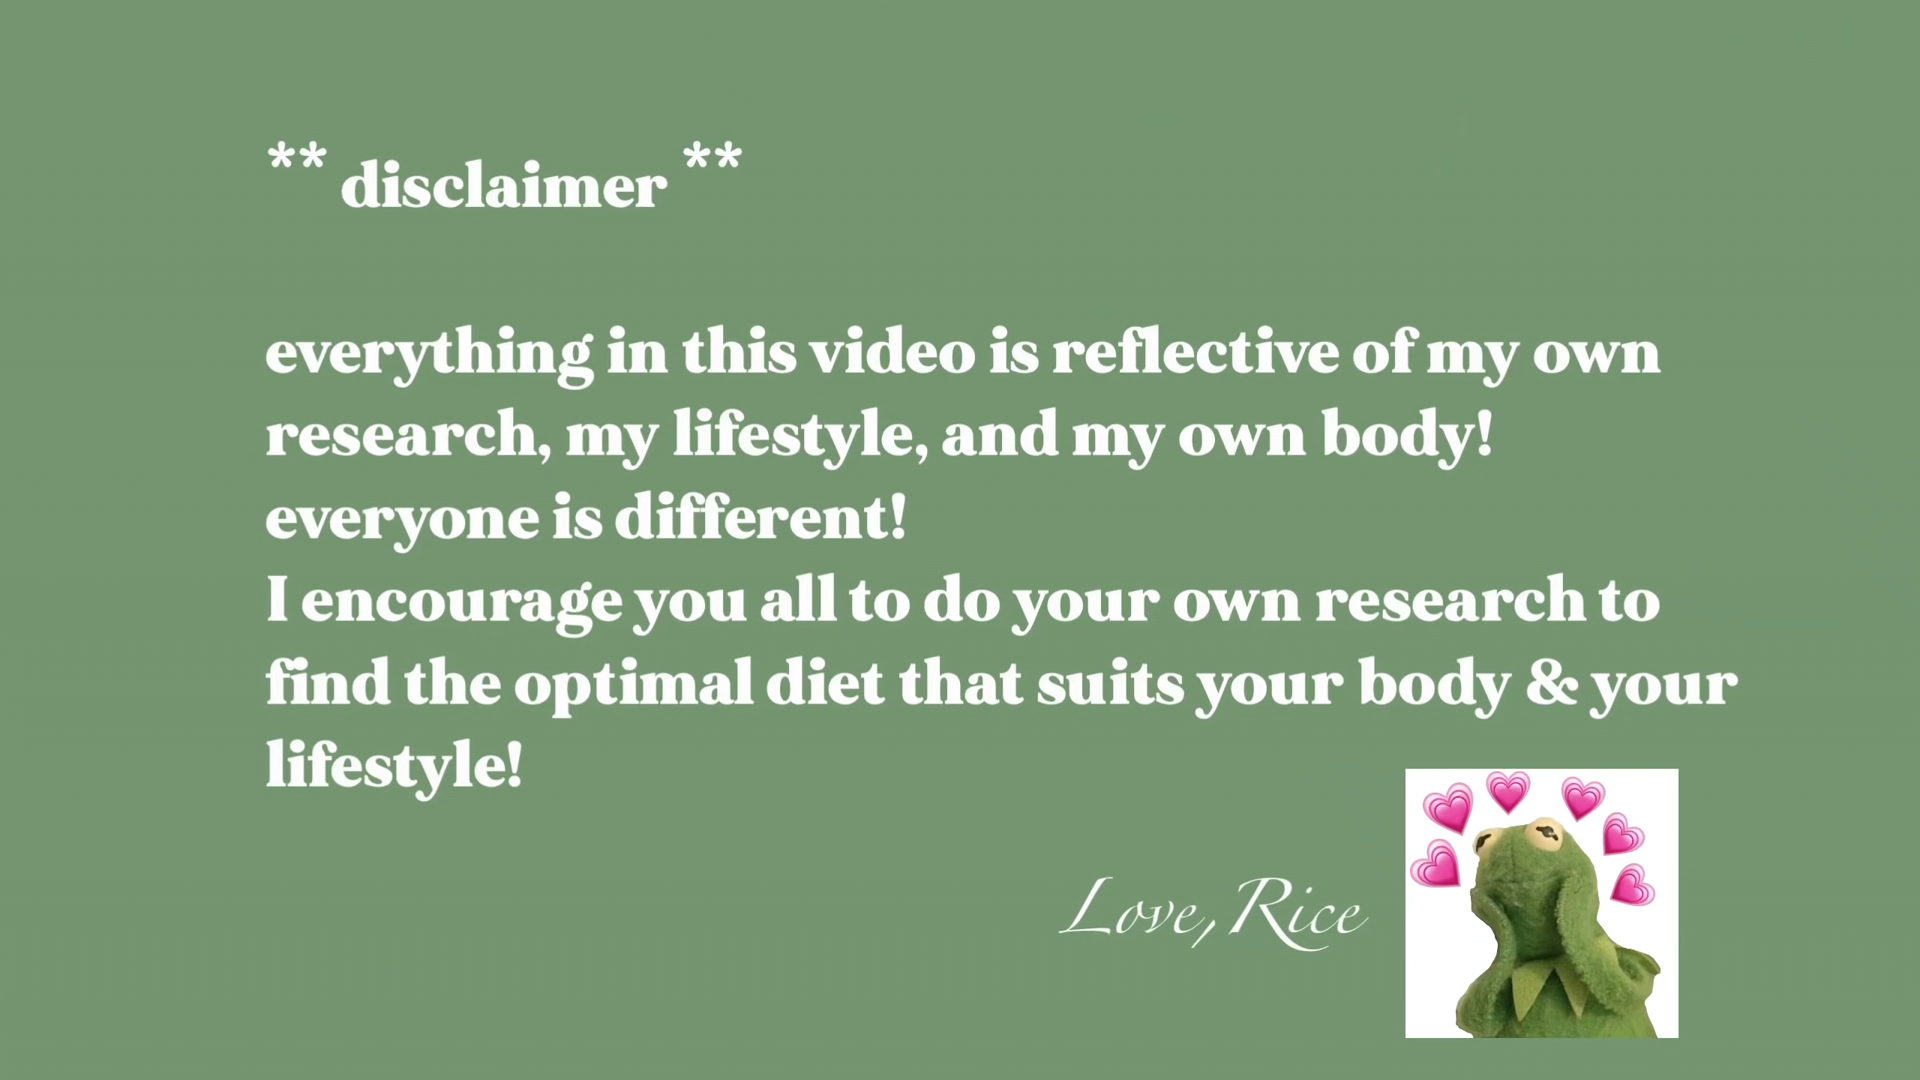 ** disclaimer **
everything in this video is reflective of my own
research, my lifestyle, and my own body!
everyone is different!
I encourage you all to do your own research to
find the optimal diet that suits your body & your
lifestyle!
Love, Rice